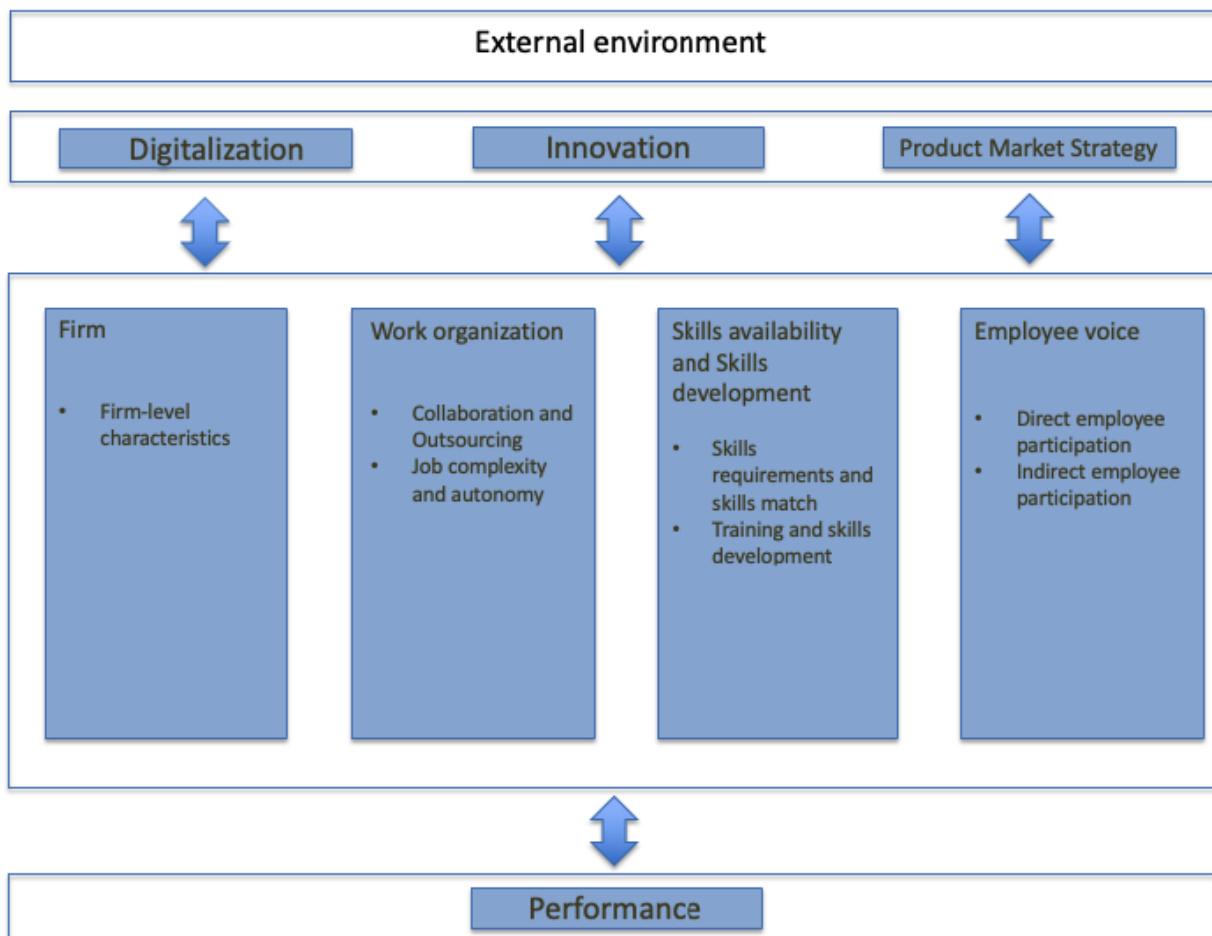 External environment
Digitalization
Innovation
Product Market Strategy
Firm
• Firm-level
characteristics
Work organization
• Collaboration and
Outsourcing
• Job complexity
and autonomy
Skills availability
and Skills
development
• Skills
requirements and
skills match
• Training and skills
development
Employee voice
• Direct employee
participation
• Indirect employee
participation
Performance